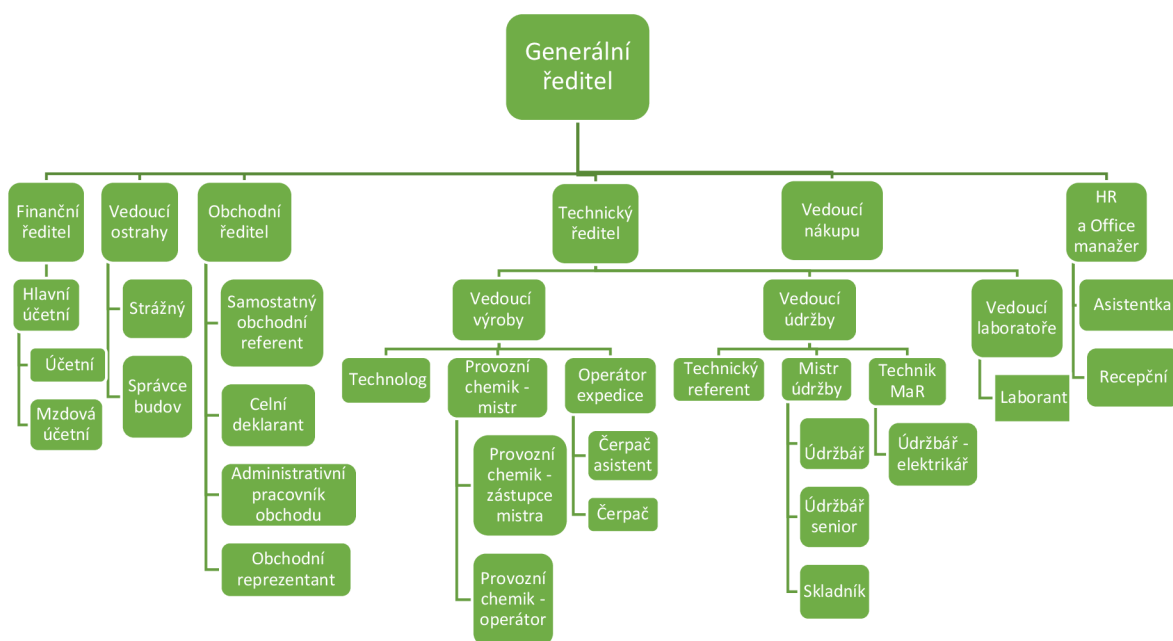 Generální
ředitel
Finanční
ředitel
Vedoucí
ostrahy
Obchodní
ředitel
Technický
ředitel
Vedoucí
nákupu
HR
a Office
manažer
Hlavní
účetní
Účetní
Mzdová
účetní
Strážný
Správce
budov
Samostatný
obchodní
referent
Celní
deklarant
Administrativní
pracovník
obchodu
Obchodní
reprezentant
Vedoucí
výroby
Technolog
Provozní
chemik -
mistr
Provozní
chemik -
zástupce
mistra
Provozní
chemik -
operátor
Operátor
expedice
Čerpač
asistent
Čerpač
Vedoucí
údržby
Technický
referent
Mistr
údržby
Údržbář
Údržbář
senior
Skladník
Technik
MaR
Údržbář -
elektrikář
Vedoucí
laboratoře
Laborant
Asistentka
Recepční